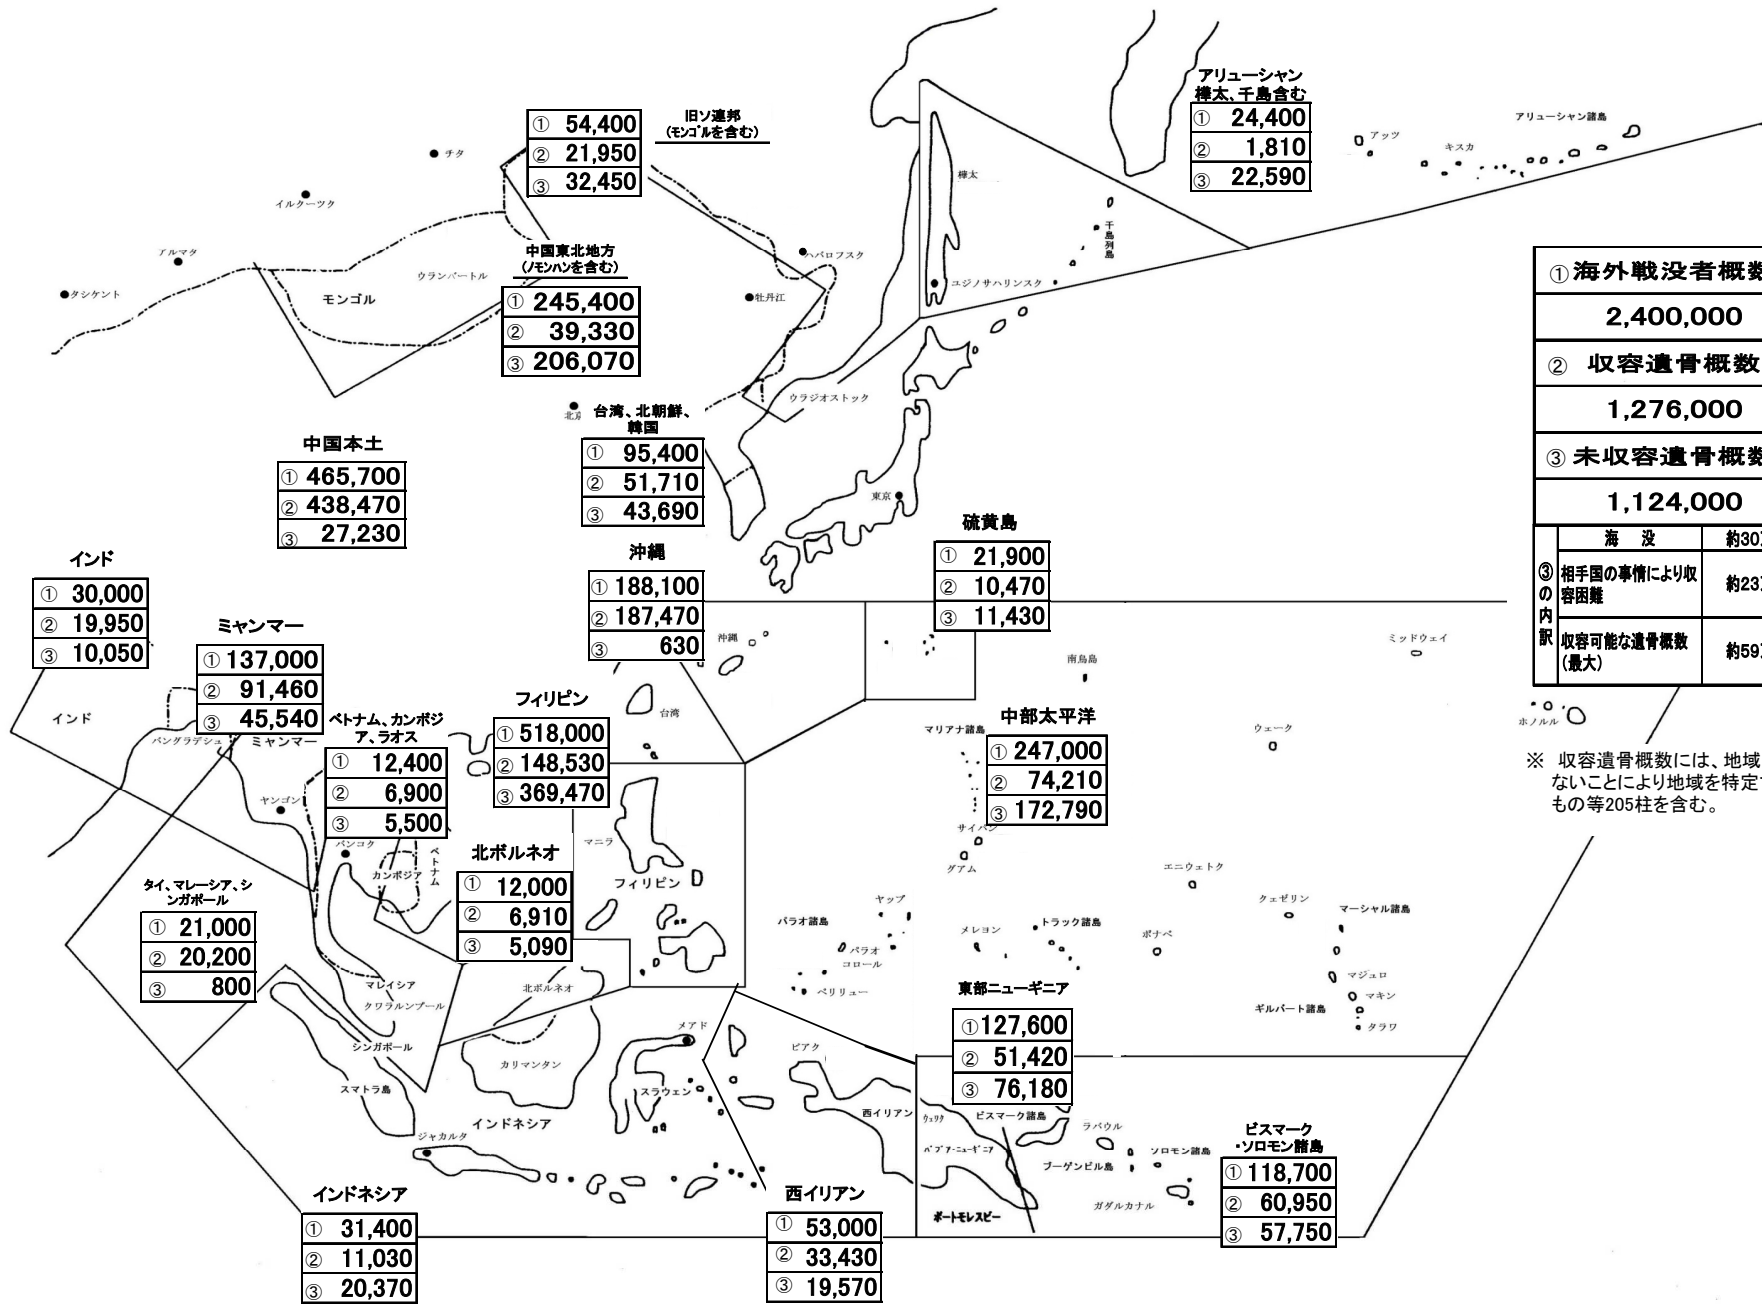 アリューシャン
樺太、千島含む
① 24,400
② 1,810
③ 22,590
アリューシャン諸島
アッツ
キスカ
旧ソ連邦
(モンゴルを含む)
① 54,400
② 21,950
③ 32,450
チタ
イルクーツク
アルマタ
タシケント
ウランバートル
モンゴル
樺太
千島列島
ユジノサハリンスク
ハバロフスク
牡丹江
ウラジオストック
中国東北地方
(ノモンハンを含む)
① 245,400
② 39,330
③ 206,070
① 海外戦没者概数
2,400,000
② 収容遺骨概数
1,276,000
③ 未収容遺骨概数
1,124,000
③の内訳
海 没
約30
相手国の事情により収
容困難
約23
収容可能な遺骨概数
(最大)
約59
北京
台湾、北朝鮮、
韓国
① 95,400
② 51,710
③ 43,690
中国本土
① 465,700
② 438,470
③ 27,230
東京
硫黄島
① 21,900
② 10,470
③ 11,430
沖縄
① 188,100
② 187,470
③ 630
インド
① 30,000
② 19,950
③ 10,050
ミャンマー
① 137,000
② 91,460
③ 45,540
沖縄
台湾
南鳥島
ミッドウェイ
ホノルル
ウェーク
インド
バングラデシュ
ミャンマー
ヤンゴン
ベトナム、カンボジ
ア、ラオス
① 12,400
② 6,900
③ 5,500
フィリピン
① 518,000
② 148,530
③ 369,470
マリアナ諸島
中部太平洋
① 247,000
② 74,210
③ 172,790
※ 収容遺骨概数には、地域
ないことにより地域を特定
もの等205柱を含む。
サイパン
グアム
バンコク
カンボジア
ベトナム
マニラ
フィリピン
北ボルネオ
① 12,000
② 6,910
③ 5,090
タイ、マレーシア、シ
ンガポール
① 21,000
② 20,200
③ 800
エニウェトク
クェゼリン
マーシャル諸島
ヤップ
パラオ諸島
パラオ
コロール
ペリリュー
メレヨン
トラック諸島
ポナペ
マジュロ
マキン
ギルバート諸島
タラワ
マレイシア
クワラルンプール
シンガポール
スマトラ島
北ボルネオ
カリマンタン
メナド
スラウェシ
インドネシア
ジャカルタ
東部ニューギニア
① 127,600
② 51,420
③ 76,180
ビアク
西イリアン
ウェワク
パプアーニューギニア
ビスマーク諸島
ラバウル
ブーゲンビル島
ソロモン諸島
ガダルカナル
ポートモレスビー
ビスマーク
・ソロモン諸島
① 118,700
② 60,950
③ 57,750
インドネシア
① 31,400
② 11,030
③ 20,370
西イリアン
① 53,000
② 33,430
③ 19,570